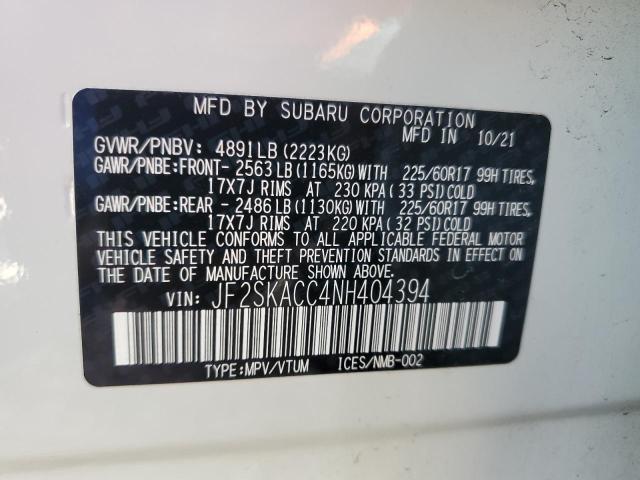 MFD BY SUBARU CORPORATION
MFD IN 10/21
GVWR/PNBV: 4891LB (2223KG)
GAWR/PNBE:FRONT- 2563LB (1165KG)WITH 225/60R17 99H TIRES,
17X7J RIMS AT 230 KPA (33 PSI)COLD
GAWR/PNBE:REAR - 2486LB (1130KG)WITH 225/60R17 99H TIRES,
17X7J RIMS AT 220 KPA (32 PSI)COLD
THIS VEHICLE CONFORMS TO ALL APPLICABLE FEDERAL MOTOR
VEHICLE SAFETY AND THEFT PREVENTION STANDARDS IN EFFECT ON
THE DATE OF MANUFACTURE SHOWN ABOVE.
VIN: JF2SKACC4NH404394
TYPE:MPV/VTUM ICES/NMB-002